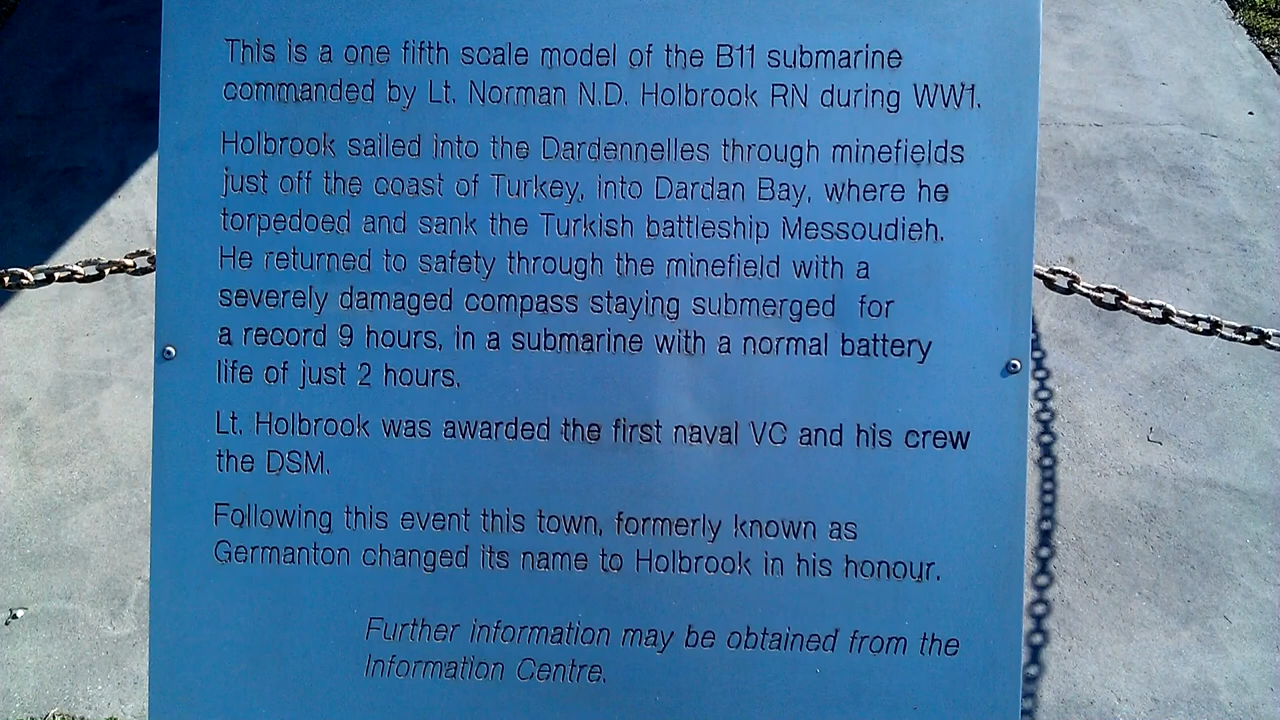 This is a one fifth scale model of the B11 submarine
commanded by Lt. Norman N.D. Holbrook RN during WW1.
Holbrook sailed into the Dardennelles through minefields
just off the coast of Turkey, into Dardan Bay, where he
torpedoed and sank the Turkish battleship Messoudieh.
He returned to safety through the minefield with a
severely damaged compass staying submerged for
a record 9 hours, in a submarine with a normal battery
life of just 2 hours.
Lt. Holbrook was awarded the first naval VC and his crew
the DSM.
Following this event this town, formerly known as
Germanton changed its name to Holbrook in his honour.
Further information may be obtained from the
Information Centre.